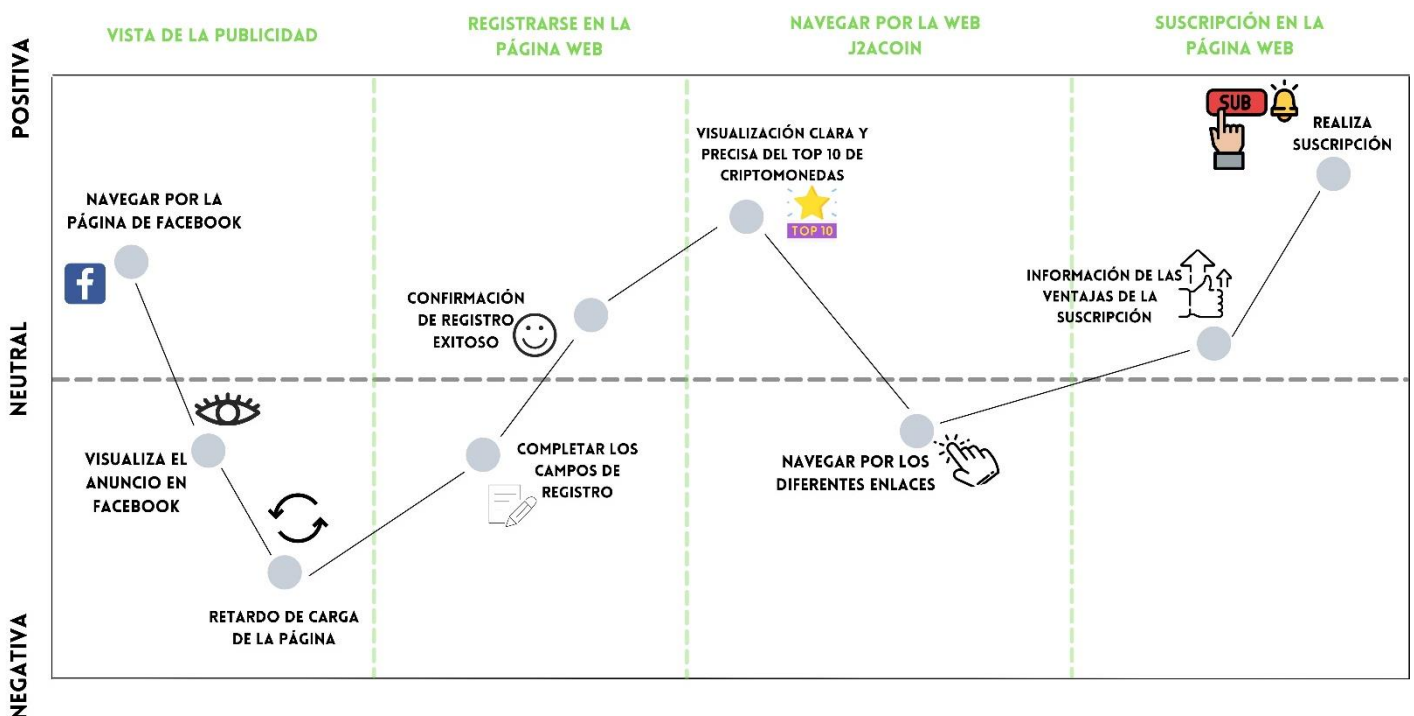 VISTA DE LA PUBLICIDAD
REGISTRARSE EN LA
PÁGINA WEB
NAVEGAR POR LA WEB
J2ACOIN
SUSCRIPCIÓN EN LA
PÁGINA WEB
POSITIVA
NEUTRAL
NEGATIVA
NAVEGAR POR LA
PÁGINA DE FACEBOOK
f
VISUALIZA EL
ANUNCIO EN
FACEBOOK
RETARDO DE CARGA
DE LA PÁGINA
CONFIRMACIÓN
DE REGISTRO
EXITOSO
COMPLETAR LOS
CAMPOS DE
REGISTRO
VISUALIZACIÓN CLARA Y
PRECISA DEL TOP 10 DE
CRIPTOMONEDAS
TOP 10
NAVEGAR POR LOS
DIFERENTES ENLACES
INFORMACIÓN DE LAS
VENTAJAS DE LA
SUSCRIPCIÓN
SUB
REALIZA
SUSCRIPCIÓN